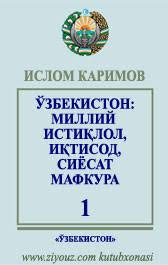 ИСЛОМ КАРИМОВ
ЎЗБЕКИСТОН:
МИЛЛИЙ
ИСТИҚЛОЛ,
ИҚТИСОД,
СИЁСАТ
МАФКУРА
1
«ЎЗБЕКИСТОН»
www.ziyouz.com kutubxonasi